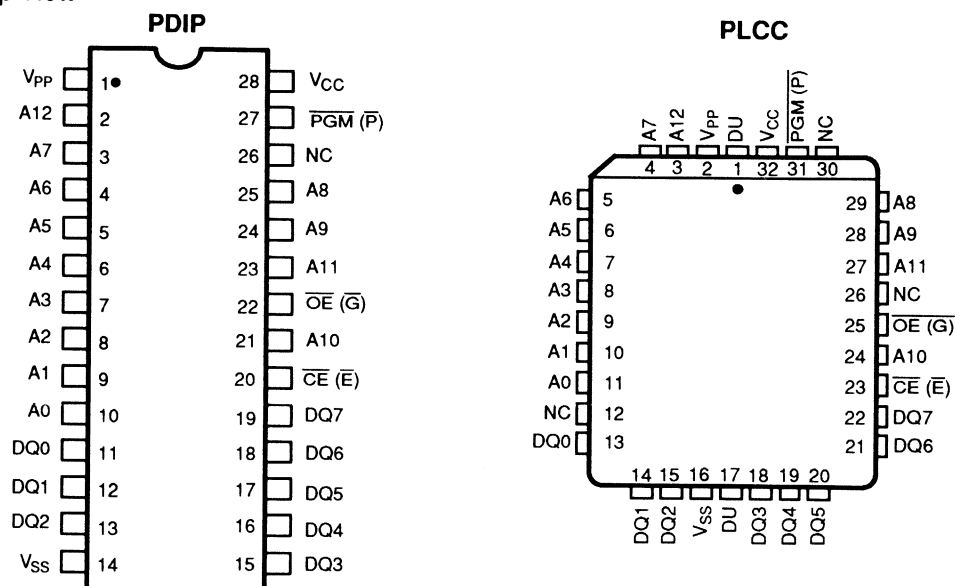 PDIP
VPP 1 28 VCC
A12 2 27 P̅G̅M̅ (P̅)
A7 3 26 NC
A6 4 25 A8
A5 5 24 A9
A4 6 23 A11
A3 7 22 O̅E̅ (G̅)
A2 8 21 A10
A1 9 20 C̅E̅ (E̅)
A0 10 19 DQ7
DQ0 11 18 DQ6
DQ1 12 17 DQ5
DQ2 13 16 DQ4
VSS 14 15 DQ3
PLCC
A7 A12 VPP DU VCC P̅G̅M̅ (P̅) NC
4 3 2 1 32 31 30
A6 5 29 A8
A5 6 28 A9
A4 7 27 A11
A3 8 26 NC
A2 9 25 O̅E̅ (G̅)
A1 10 24 A10
A0 11 23 C̅E̅ (E̅)
NC 12 22 DQ7
DQ0 13 21 DQ6
14 15 16 17 18 19 20
DQ1 DQ2 VSS DU DQ3 DQ4 DQ5